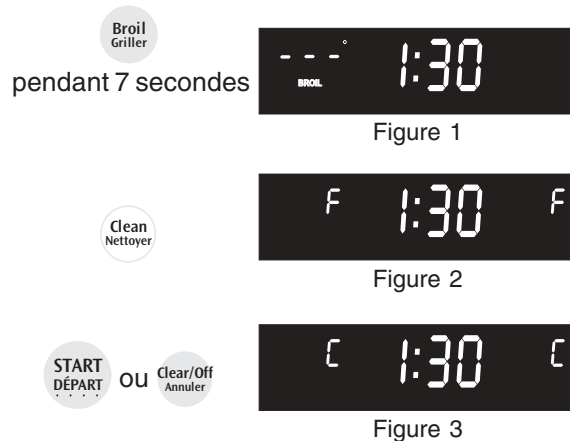 Broil
Griller
pendant 7 secondes
- - -°
BROIL
1:30
Figure 1
Clean
Nettoyer
F 1:30 F
Figure 2
START
DÉPART
ou
Clear/Off
Annuler
C 1:30 C
Figure 3